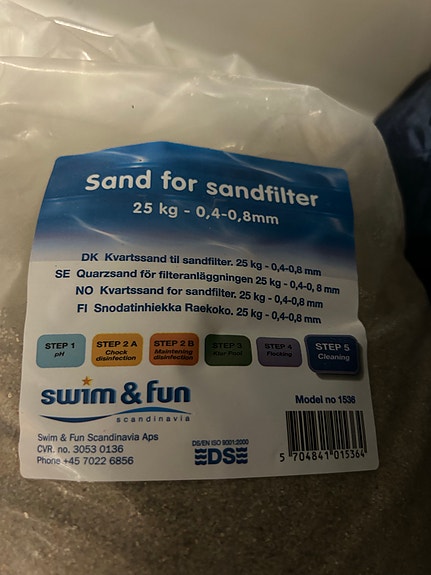 Sand for sandfilter
25 kg - 0,4-0,8mm
DK Kvartssand til sandfilter. 25 kg - 0,4-0,8 mm
SE Quarzsand för filteranläggningen 25 kg - 0,4-0, 8 mm
NO Kvartssand for sandfilter. 25 kg - 0,4-0,8 mm
FI Snodatinhiekka Raekoko. 25 kg - 0,4-0,8 mm
STEP 1 pH
STEP 2 A Chock disinfection
STEP 2 B Maintening disinfection
STEP 3 Klar Pool
STEP 4 Flocting
STEP 5 Cleaning
swim & fun
scandinavia
Model no 1536
Swim & Fun Scandinavia Aps
CVR. no. 3053 0136
Phone +45 7022 6856
DS/EN ISO 9001:2000
DS
5 704841 015364